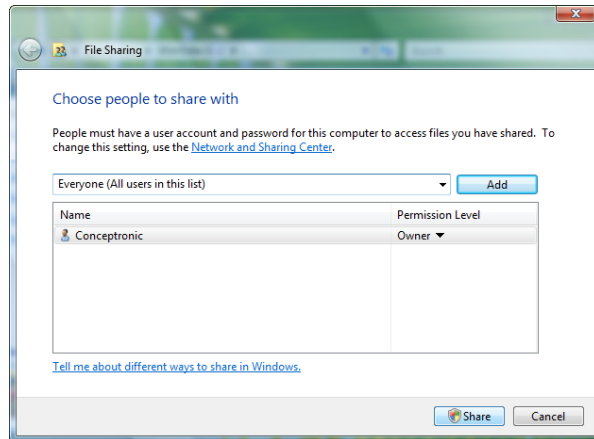 File Sharing
Search
Choose people to share with
People must have a user account and password for this computer to access files you have shared. To
change this setting, use the Network and Sharing Center.
Everyone (All users in this list)
Add
Name Permission Level
Conceptronic Owner
Tell me about different ways to share in Windows.
Share Cancel